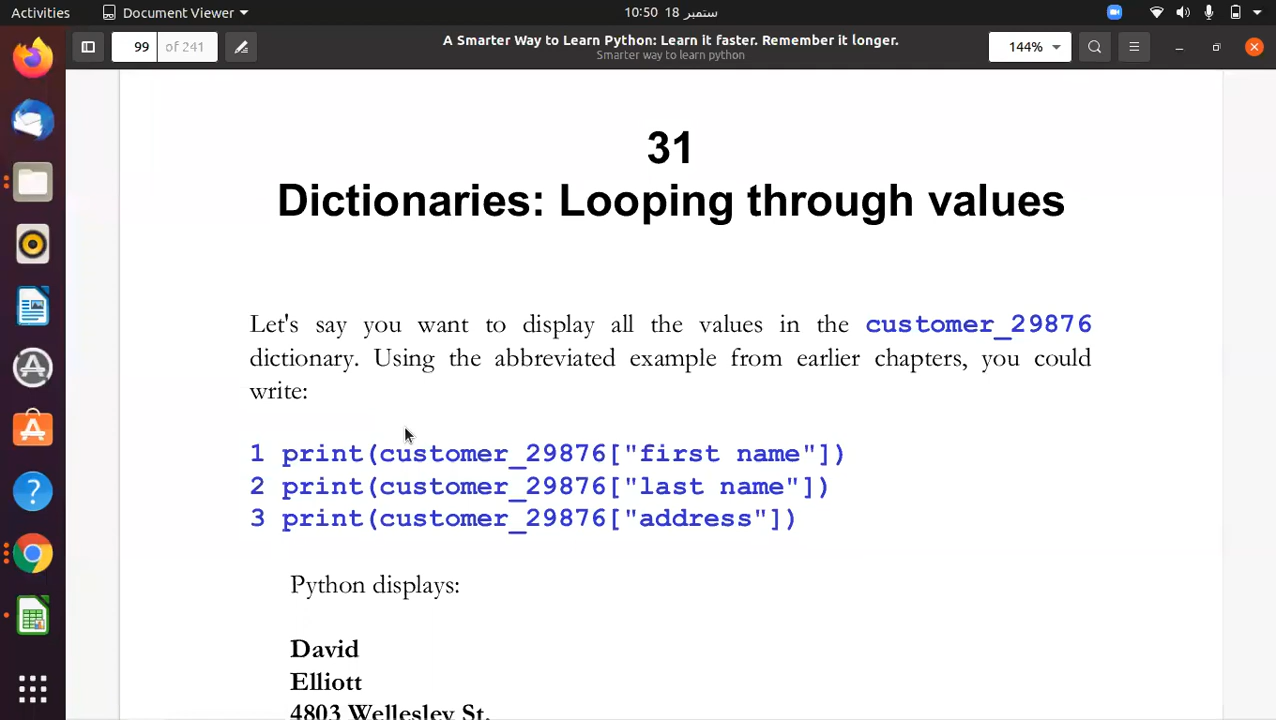 Activities Document Viewer 10:50 18 ستمبر
99 of 241 A Smarter Way to Learn Python: Learn it faster. Remember it longer. 144%
Smarter way to learn python
31
Dictionaries: Looping through values
Let's say you want to display all the values in the customer_29876
dictionary. Using the abbreviated example from earlier chapters, you could
write:
1 print(customer_29876["first name"])
2 print(customer_29876["last name"])
3 print(customer_29876["address"])
Python displays:
David
Elliott
4803 Wellesley St.